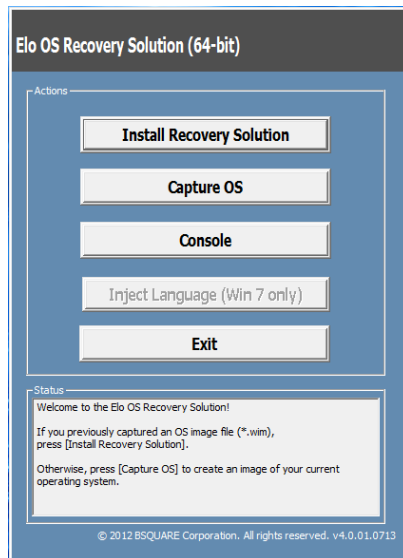 Elo OS Recovery Solution (64-bit)
Actions
Install Recovery Solution
Capture OS
Console
Inject Language (Win 7 only)
Exit
Status
Welcome to the Elo OS Recovery Solution!
If you previously captured an OS image file (*.wim),
press [Install Recovery Solution].
Otherwise, press [Capture OS] to create an image of your current
operating system.
© 2012 BSQUARE Corporation. All rights reserved. v4.0.01.0713